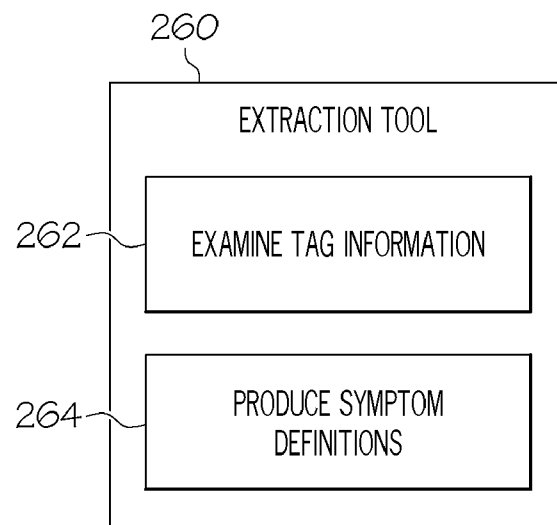 260
EXTRACTION TOOL
262
EXAMINE TAG INFORMATION
264
PRODUCE SYMPTOM
DEFINITIONS